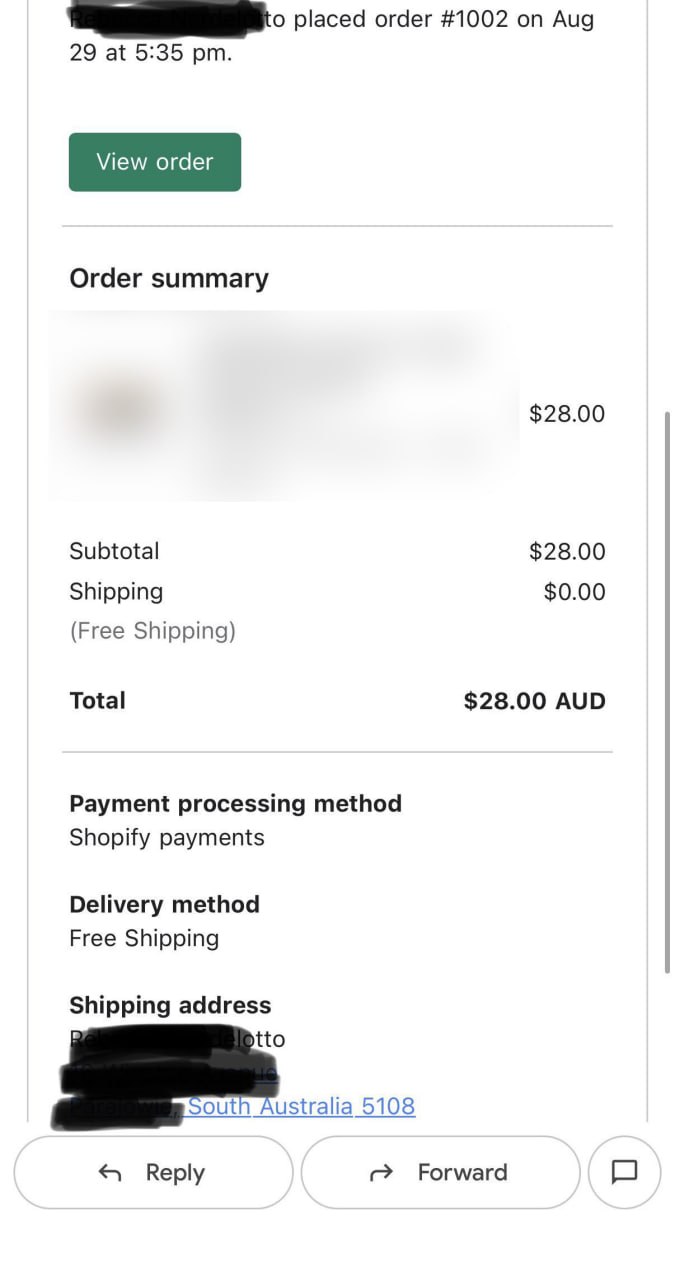 to placed order #1002 on Aug
29 at 5:35 pm.
View order
Order summary
$28.00
Subtotal $28.00
Shipping $0.00
(Free Shipping)
Total $28.00 AUD
Payment processing method
Shopify payments
Delivery method
Free Shipping
Shipping address
South Australia 5108
Reply Forward